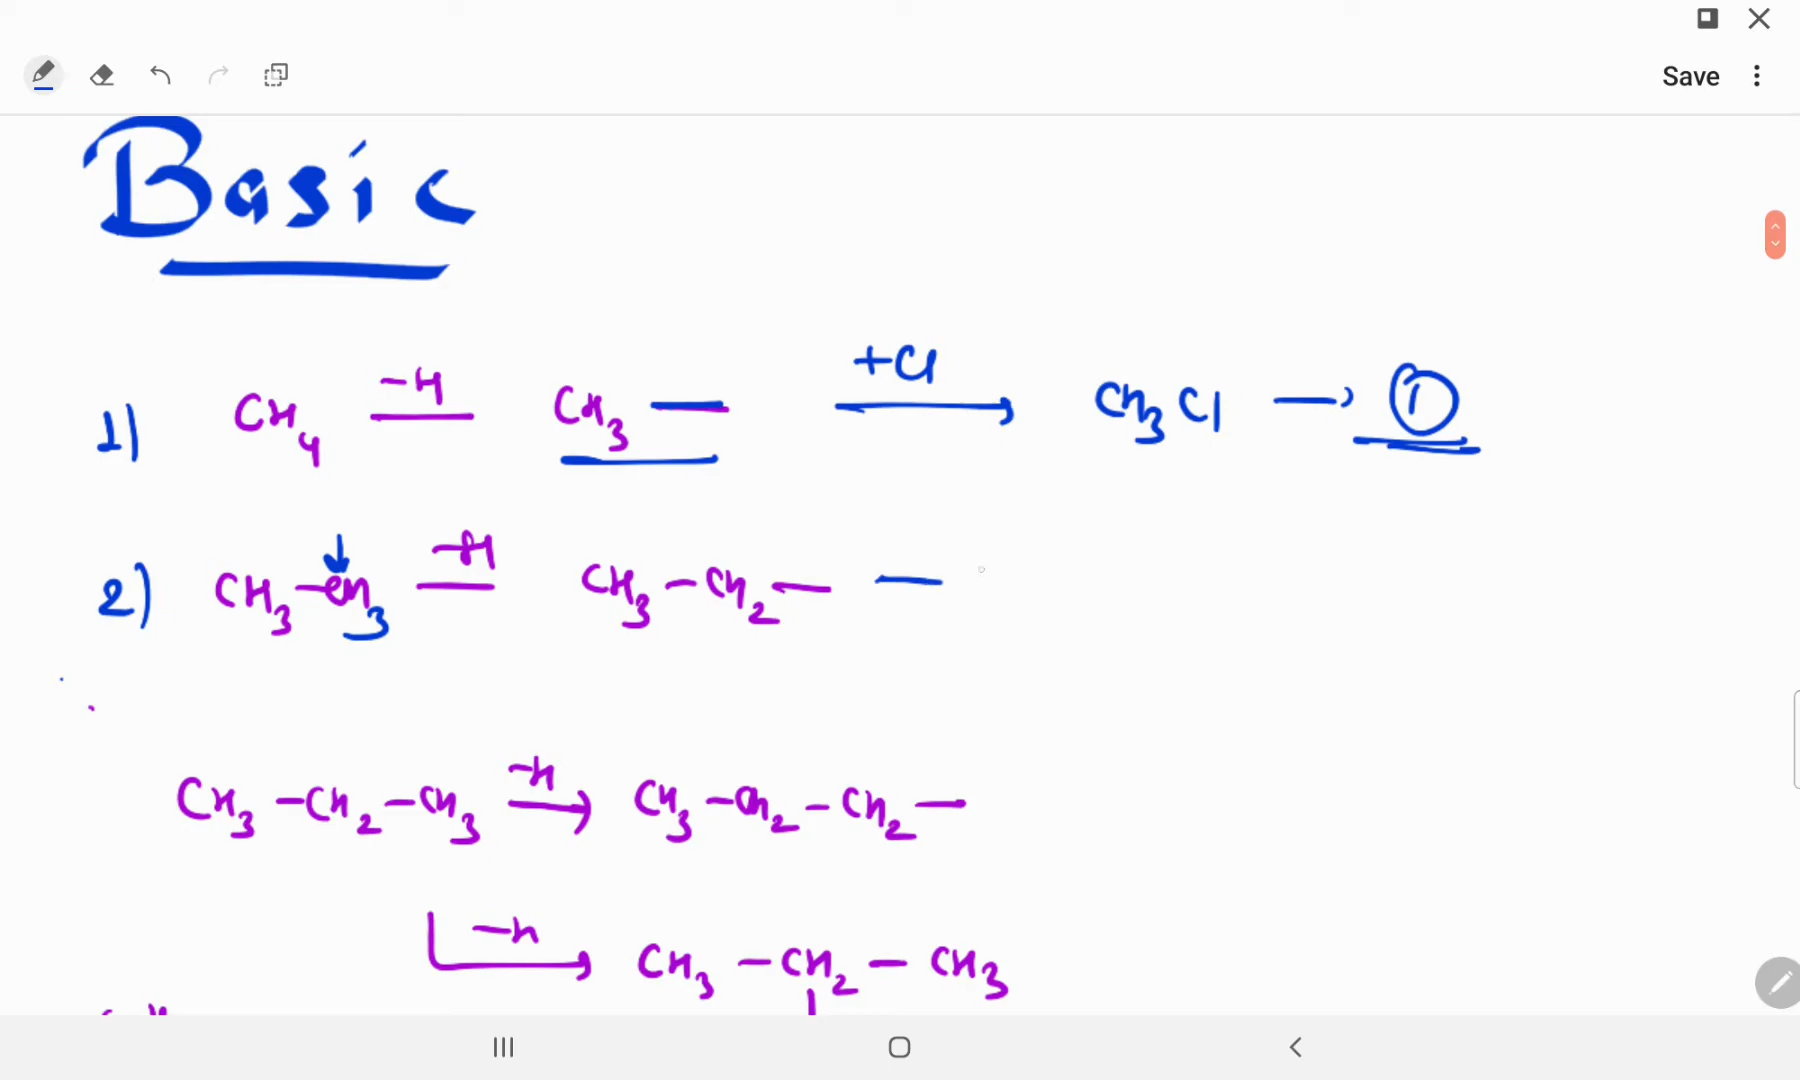 Save
Basic
1) CH4 -H CH3— +Cl CH3Cl → ①
2) CH3-CH3 -H CH3-CH2— —
CH3-CH2-CH3 -H → CH3-CH2-CH2—
-H → CH3-CH2-CH3